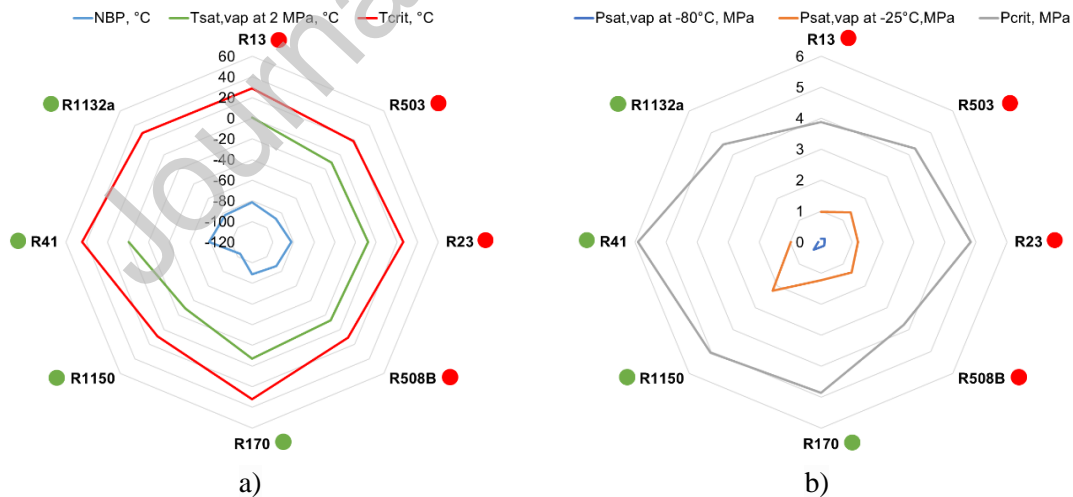 NBP, °C Tsat,vap at 2 MPa, °C Tcrit, °C
R13
60
40
20
0
-20
-40
-60
-80
-100
-120
R503
R23
R508B
R170
R1150
R41
R1132a
a)
Psat,vap at -80°C, MPa Psat,vap at -25°C,MPa Pcrit, MPa
R13
6
5
4
3
2
1
0
R503
R23
R508B
R170
R1150
R41
R1132a
b)
Journa